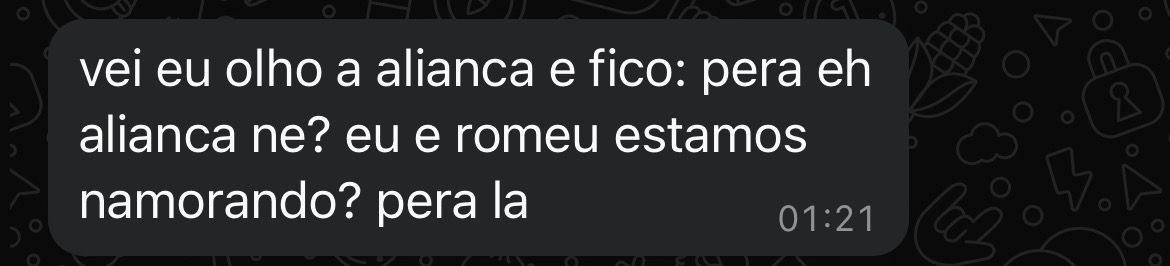 vei eu olho a alianca e fico: pera eh
alianca ne? eu e romeu estamos
namorando? pera la
01:21